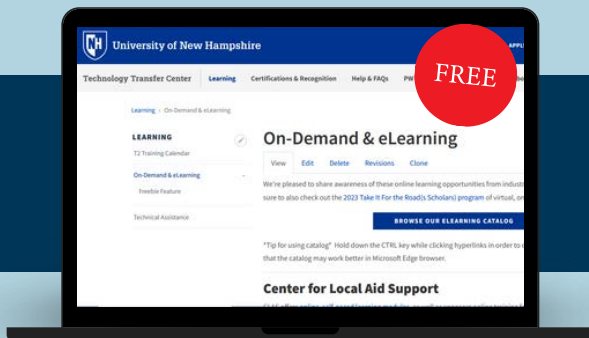 University of New Hampshire
APPL
FREE
Technology Transfer Center Learning Certifications & Recognition Help & FAQs PW
Learning › On-Demand & eLearning
LEARNING
T2 Training Calendar
On-Demand & eLearning
Freebie Feature
Technical Assistance
On-Demand & eLearning
View Edit Delete Revisions Clone
We're pleased to share awareness of these online learning opportunities from indust
sure to also check out the 2023 Take It For the Road(s Scholars) program of virtual, on
BROWSE OUR ELEARNING CATALOG
*Tip for using catalog* Hold down the CTRL key while clicking hyperlinks in order to
that the catalog may work better in Microsoft Edge browser.
Center for Local Aid Support